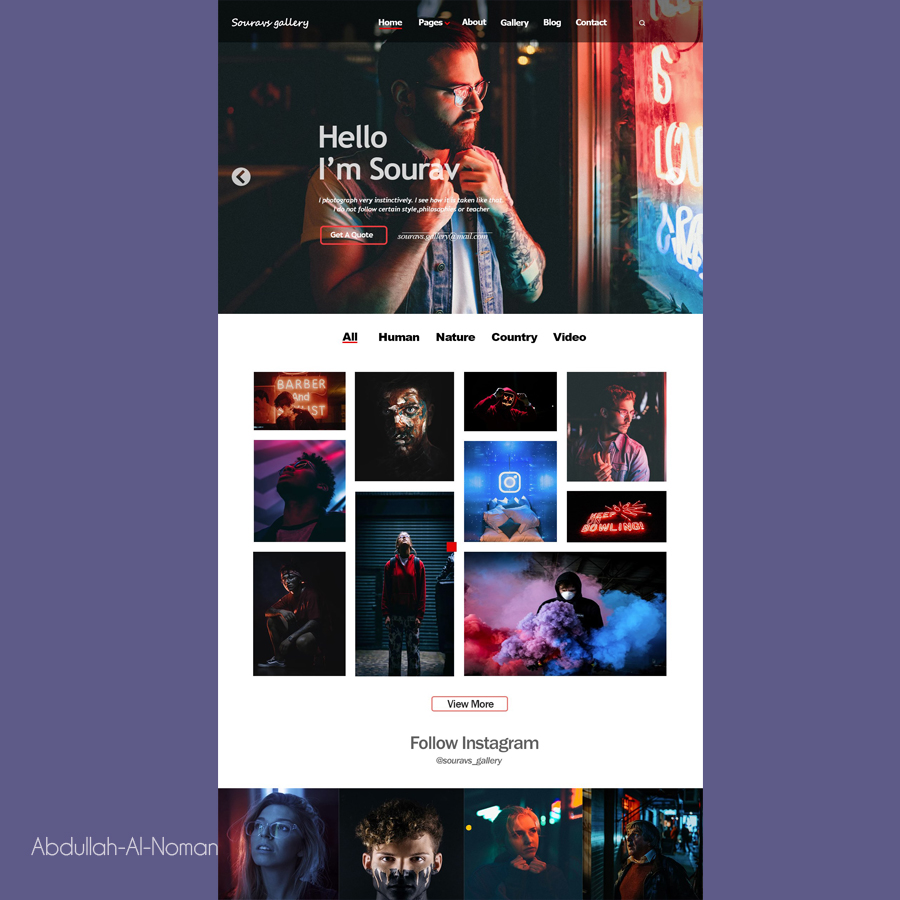 Souravs gallery
Home Pages About Gallery Blog Contact
Hello
I'm Sourav
I photograph very instinctively. I see how it is taken like that.
I do not follow certain style,philosophies or teacher
Get A Quote
souravs.gallery@mail.com
All Human Nature Country Video
BARBER
And
KEEP
ON
BOWLING!
View More
Follow Instagram
@souravs_gallery
Abdullah-Al-Noman